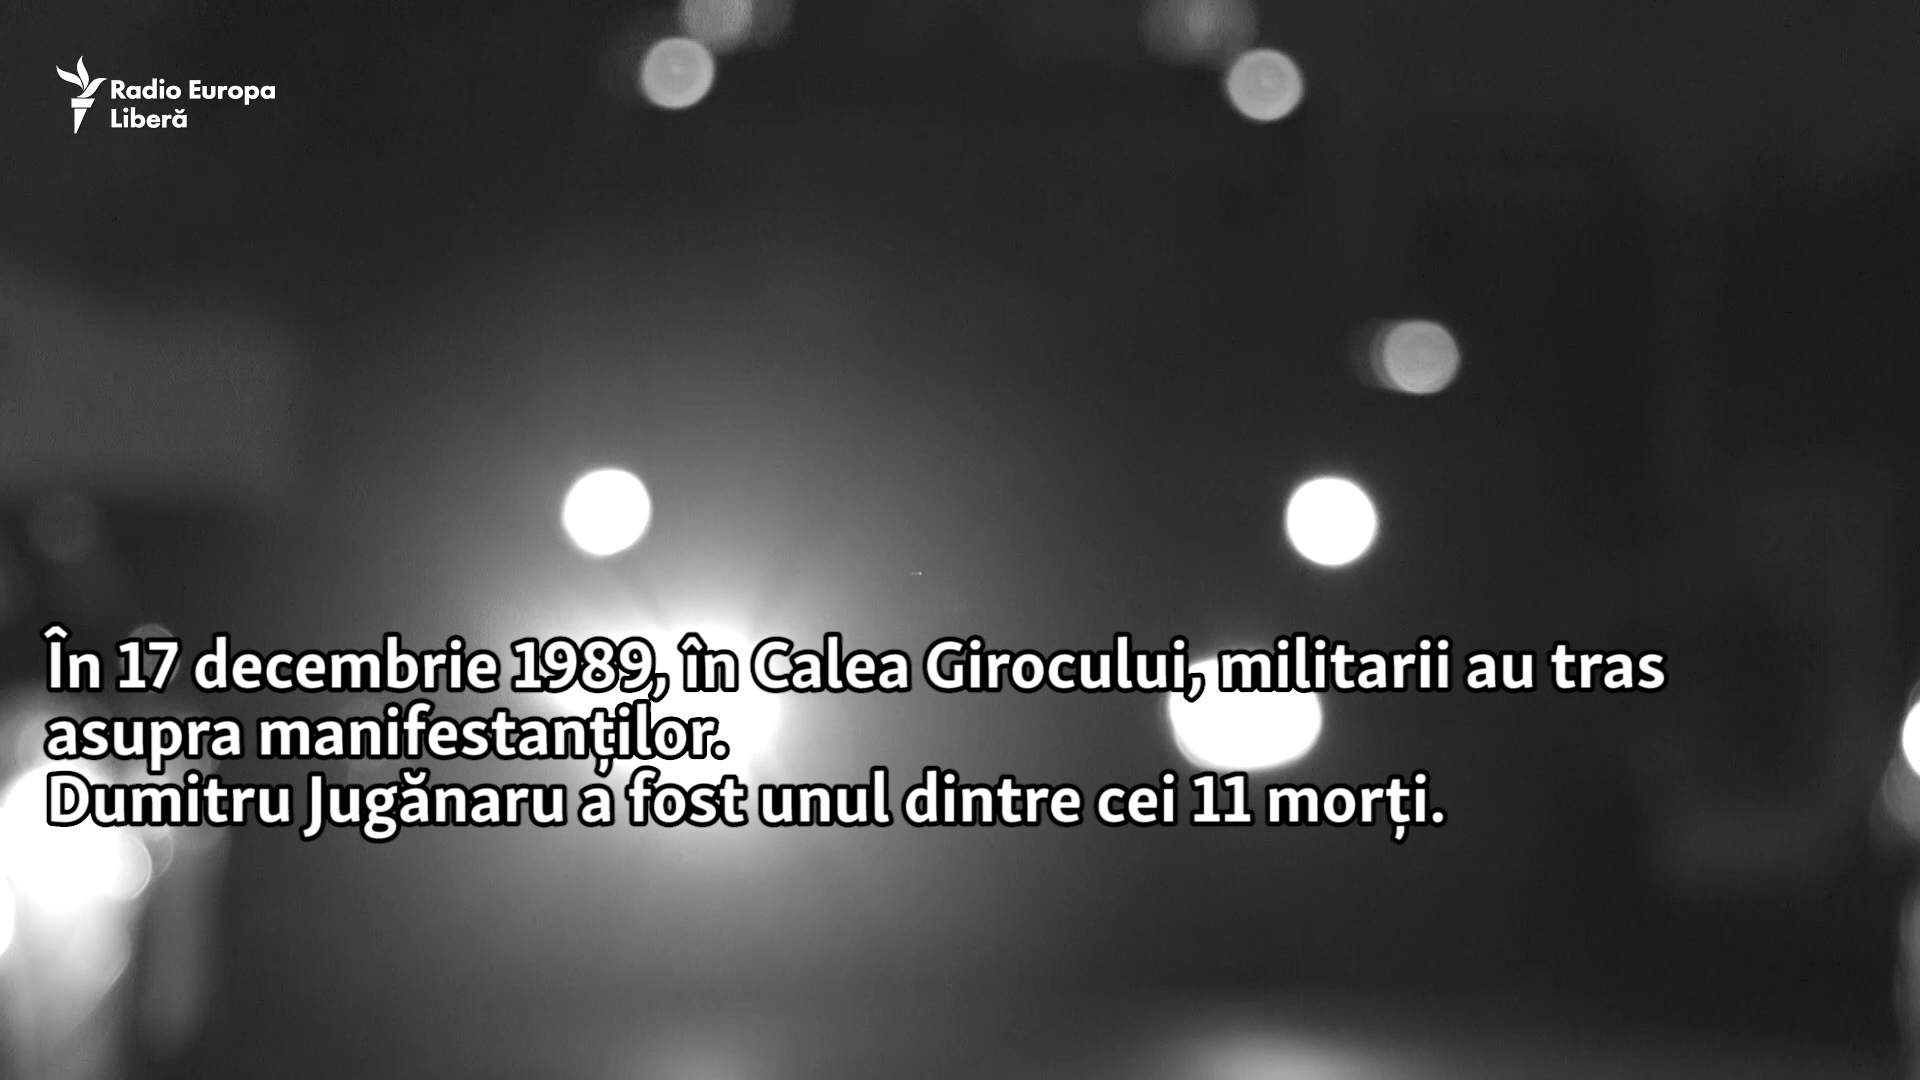 Radio Europa
Liberă
În 17 decembrie 1989, în Calea Girocului, militarii au tras
asupra manifestanților.
Dumitru Jugănaru a fost unul dintre cei 11 morți.